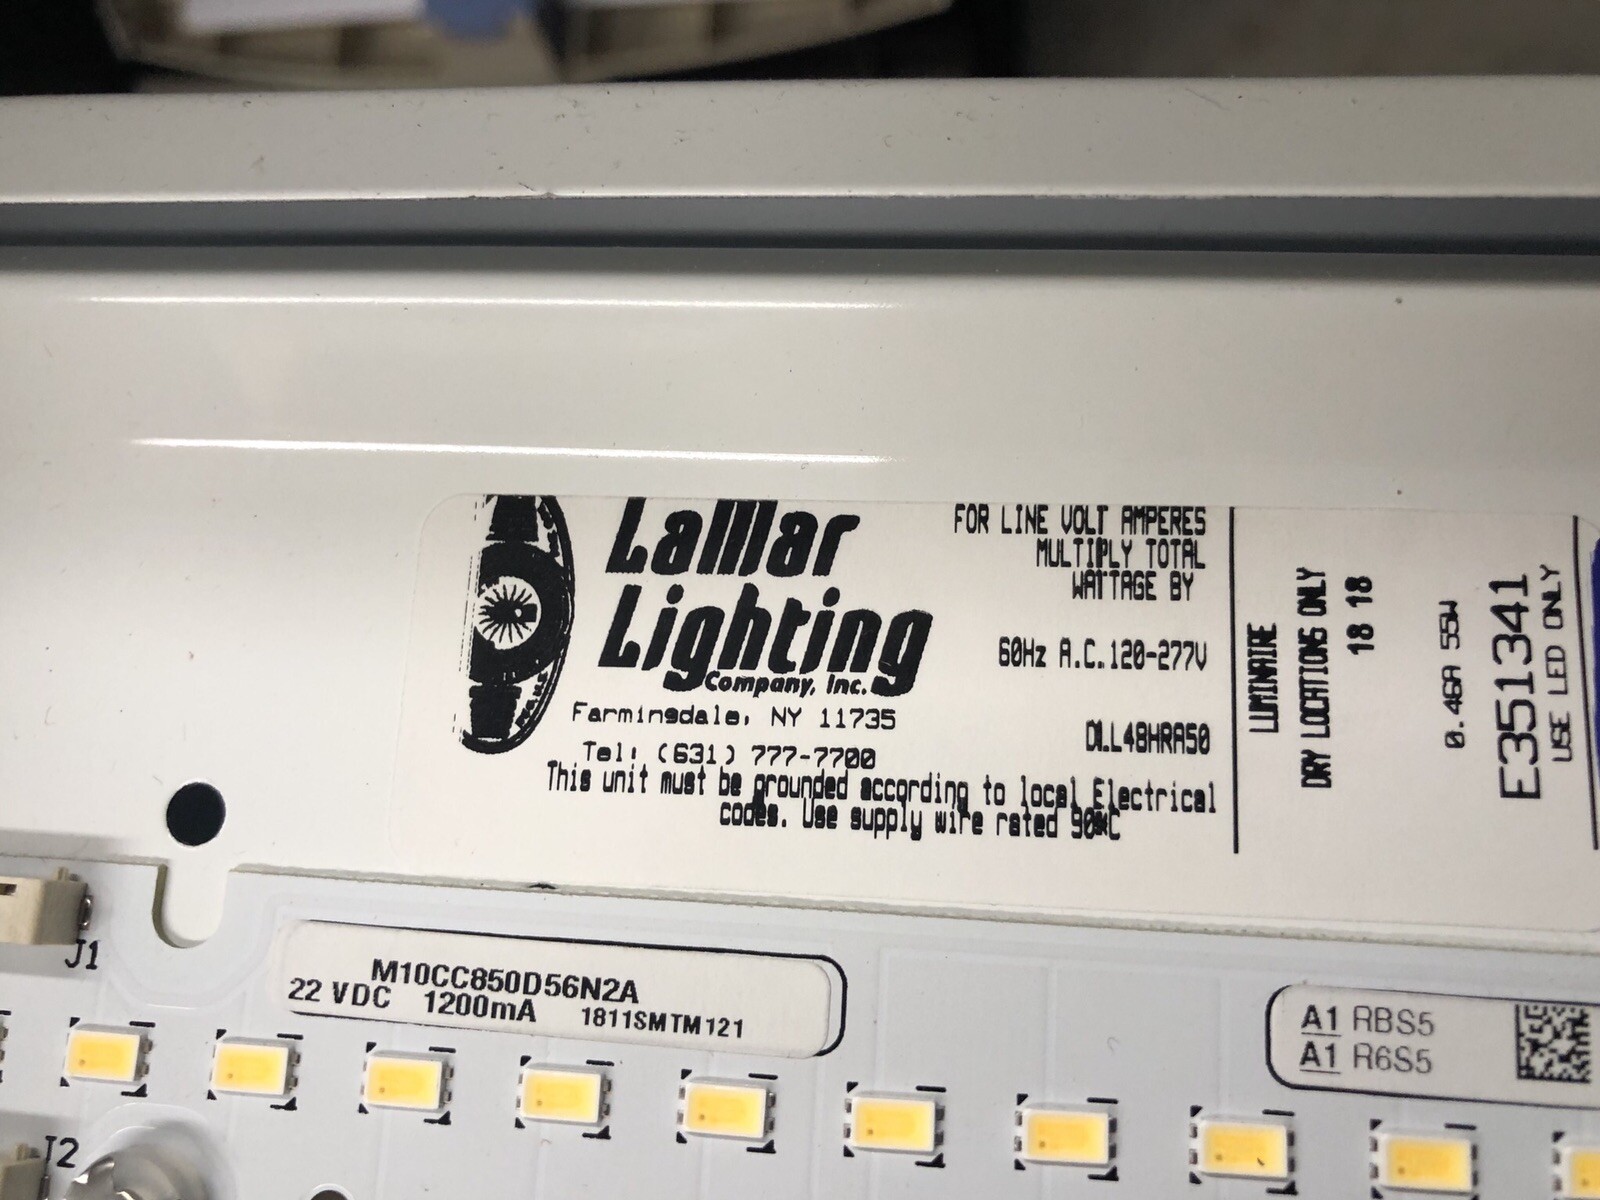 LaMar
Lighting
Company, Inc.
Farmingdale, NY 11735
Tel: (631) 777-7700
FOR LINE VOLT AMPERES
MULTIPLY TOTAL
WATTAGE BY
60Hz A.C. 120-277V
DLL48HRA50
This unit must be grounded according to local Electrical
codes. Use supply wire rated 90°C
LUMINAIRE
DRY LOCATIONS ONLY
18 18
0.46A 55W
E351341
USE LED ONLY
J1
M10CC850D56N2A
22 VDC 1200mA 1811SMTM121
A1 RBS5
A1 R6S5
J2